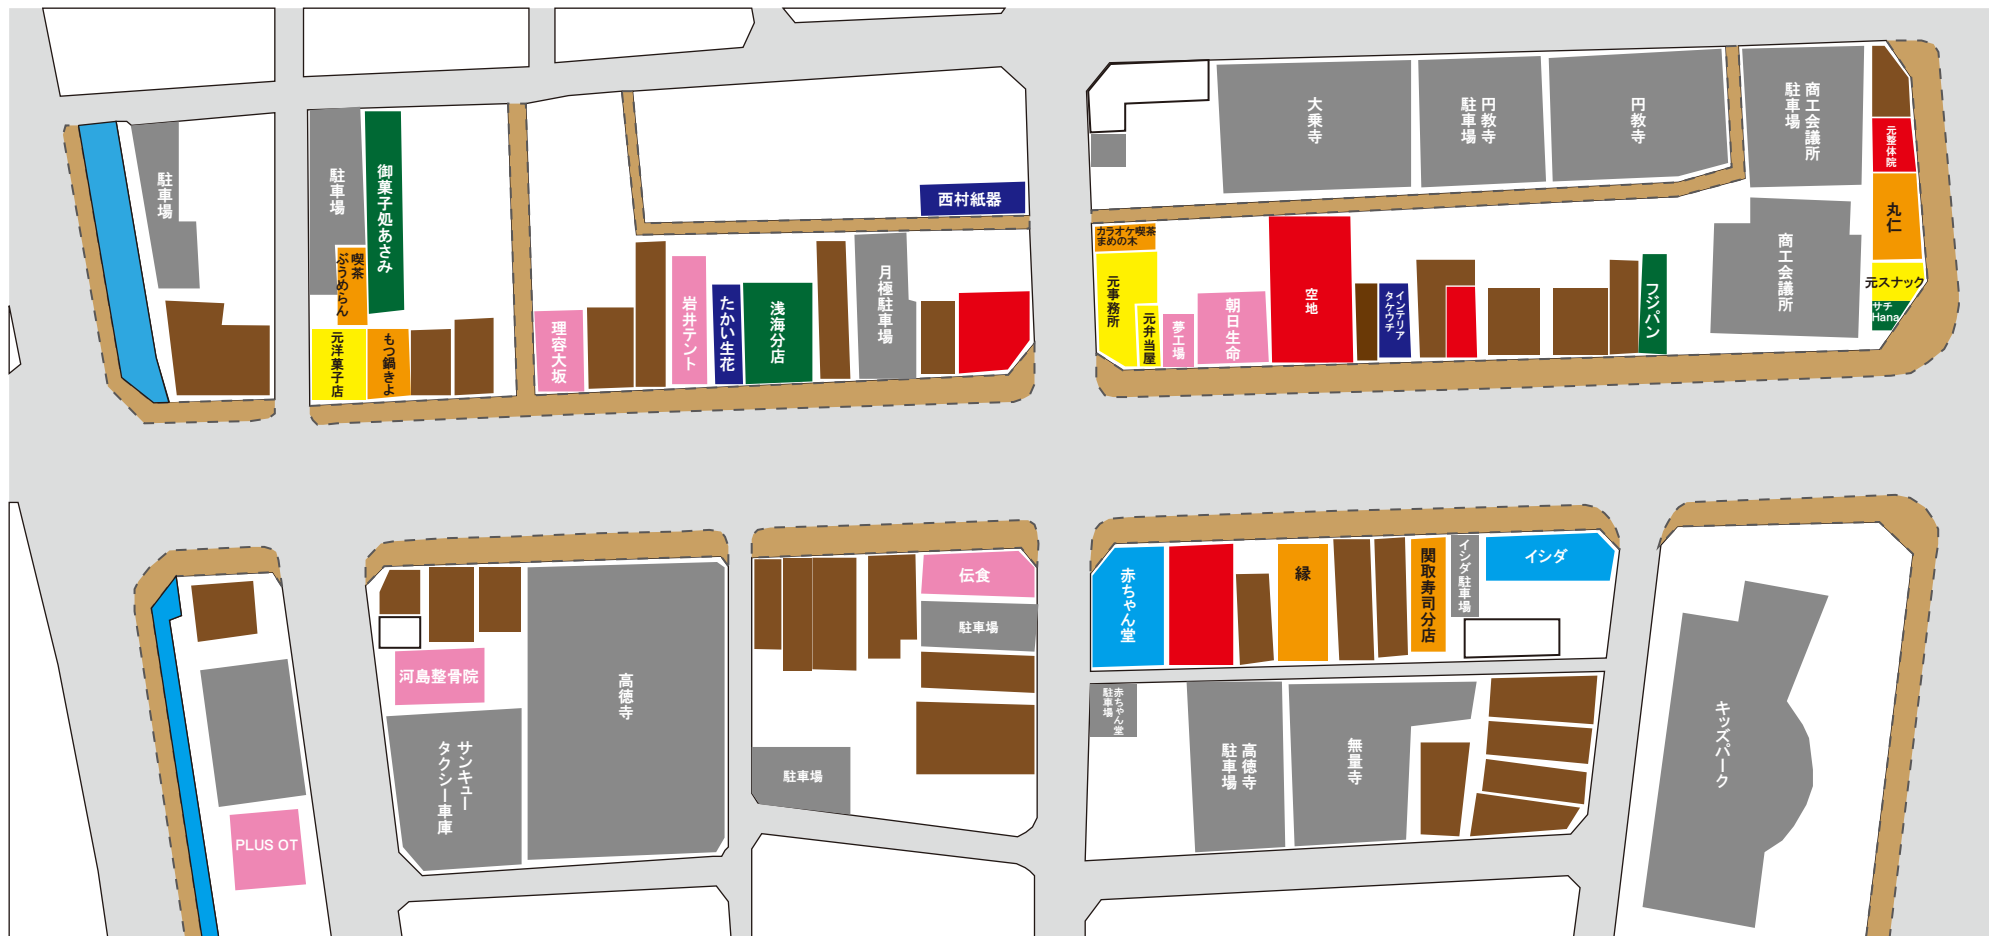 駐車場
駐車場
御菓子処あさみ
喫茶
ぶうめらん
元洋菓子店
もつ鍋きよ
理容大坂
岩井テント
たかい生花
浅海分店
月極駐車場
西村紙器
大乗寺
円教寺
駐車場
円教寺
商工会議所
駐車場
元整体院
丸仁
元スナック
サチ
Hana
商工会議所
カラオケ喫茶
まめの木
元事務所
元弁当屋
夢工場
朝日生命
空地
インテリア
タケウチ
フジパン
PLUS OT
河島整骨院
サンキュー
タクシー車庫
高徳寺
伝食
駐車場
駐車場
赤ちゃん堂
縁
関取寿司分店
イシダ駐車場
イシダ
赤ちゃん堂
駐車場
高徳寺
駐車場
無量寺
キッズパーク